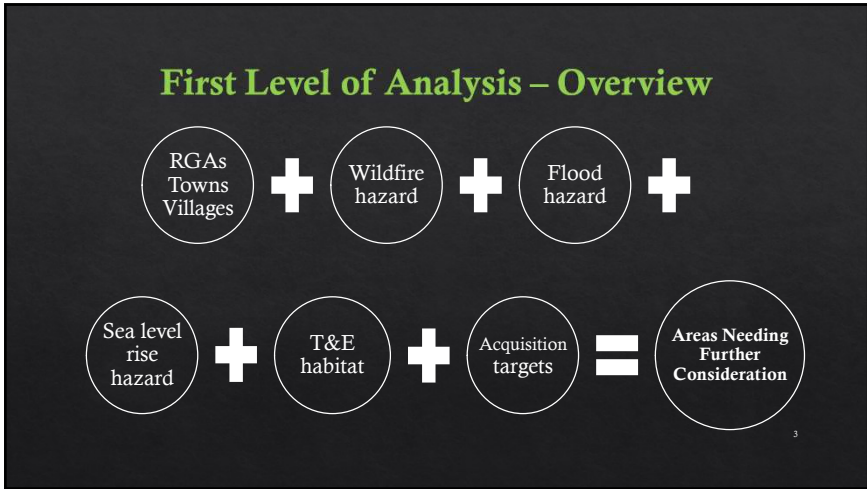 First Level of Analysis – Overview
RGAs
Towns
Villages
Wildfire
hazard
Flood
hazard
Sea level
rise
hazard
T&E
habitat
Acquisition
targets
Areas Needing
Further
Consideration
3